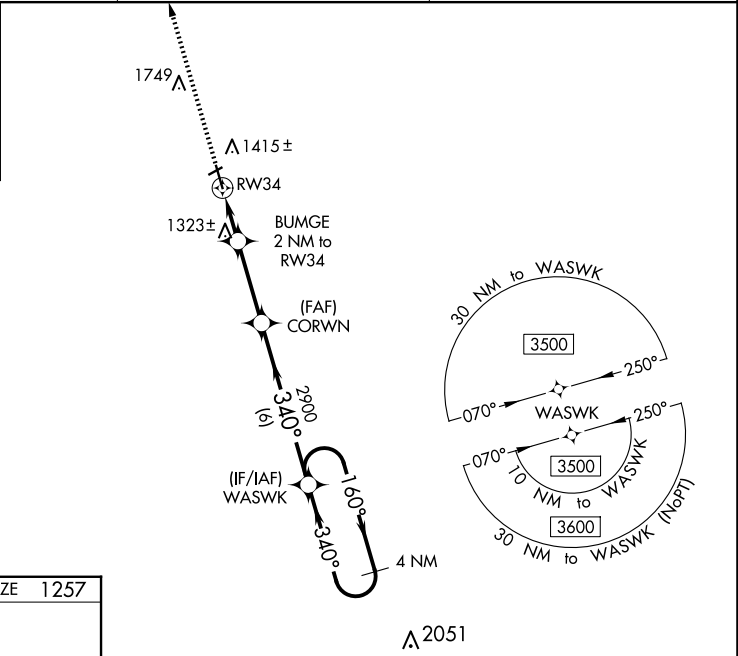 1749
1415±
RW34
1323±
BUMGE
2 NM to
RW34
(FAF)
CORWN
2900
340°
(6)
(IF/IAF)
WASWK
160°
340°
4 NM
2051
30 NM to WASWK
3500
250°
070°
WASWK
250°
070°
3500
10 NM to WASWK
3600
30 NM to WASWK (NoPT)
ZE 1257